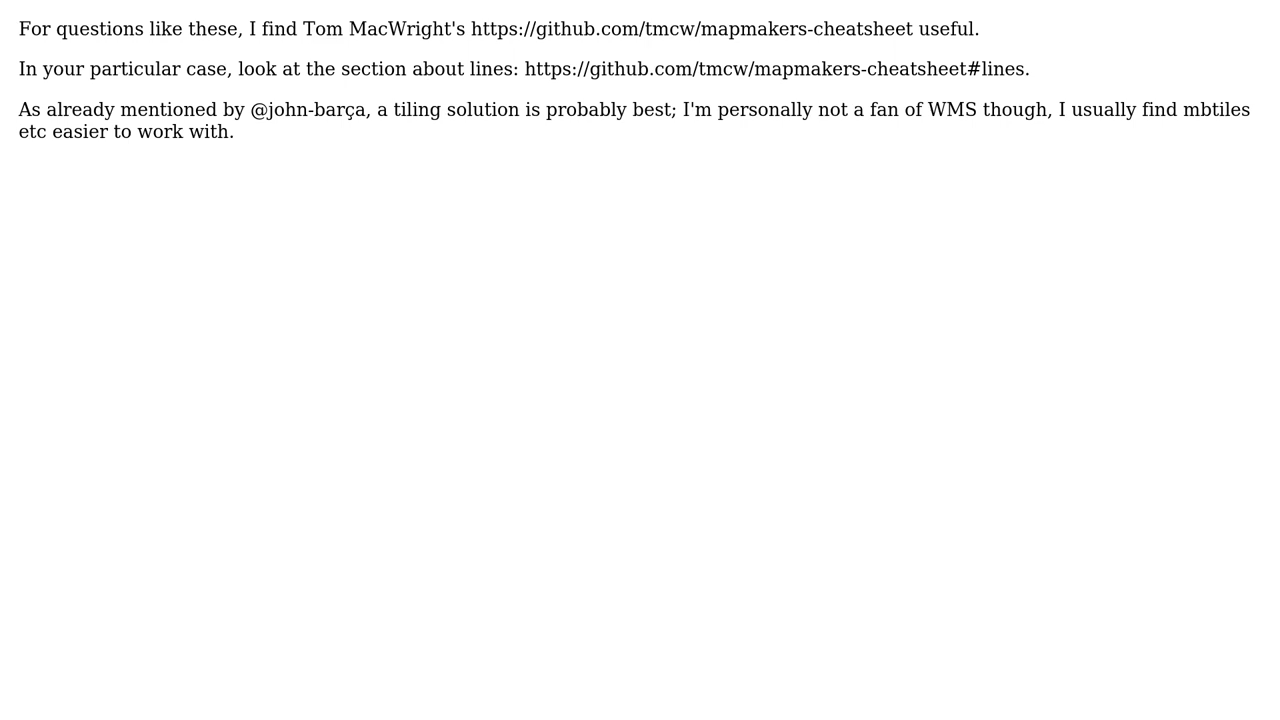 For questions like these, I find Tom MacWright's https://github.com/tmcw/mapmakers-cheatsheet useful.
In your particular case, look at the section about lines: https://github.com/tmcw/mapmakers-cheatsheet#lines.
As already mentioned by @john-barça, a tiling solution is probably best; I'm personally not a fan of WMS though, I usually find mbtiles
etc easier to work with.